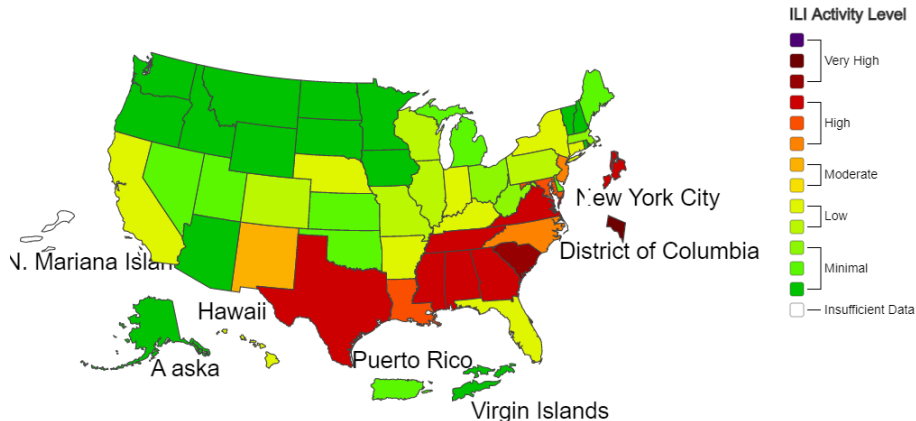 ILI Activity Level
Very High
High
Moderate
Low
Minimal
Insufficient Data
New York City
District of Columbia
N. Mariana Islan
Hawaii
A aska
Puerto Rico
Virgin Islands